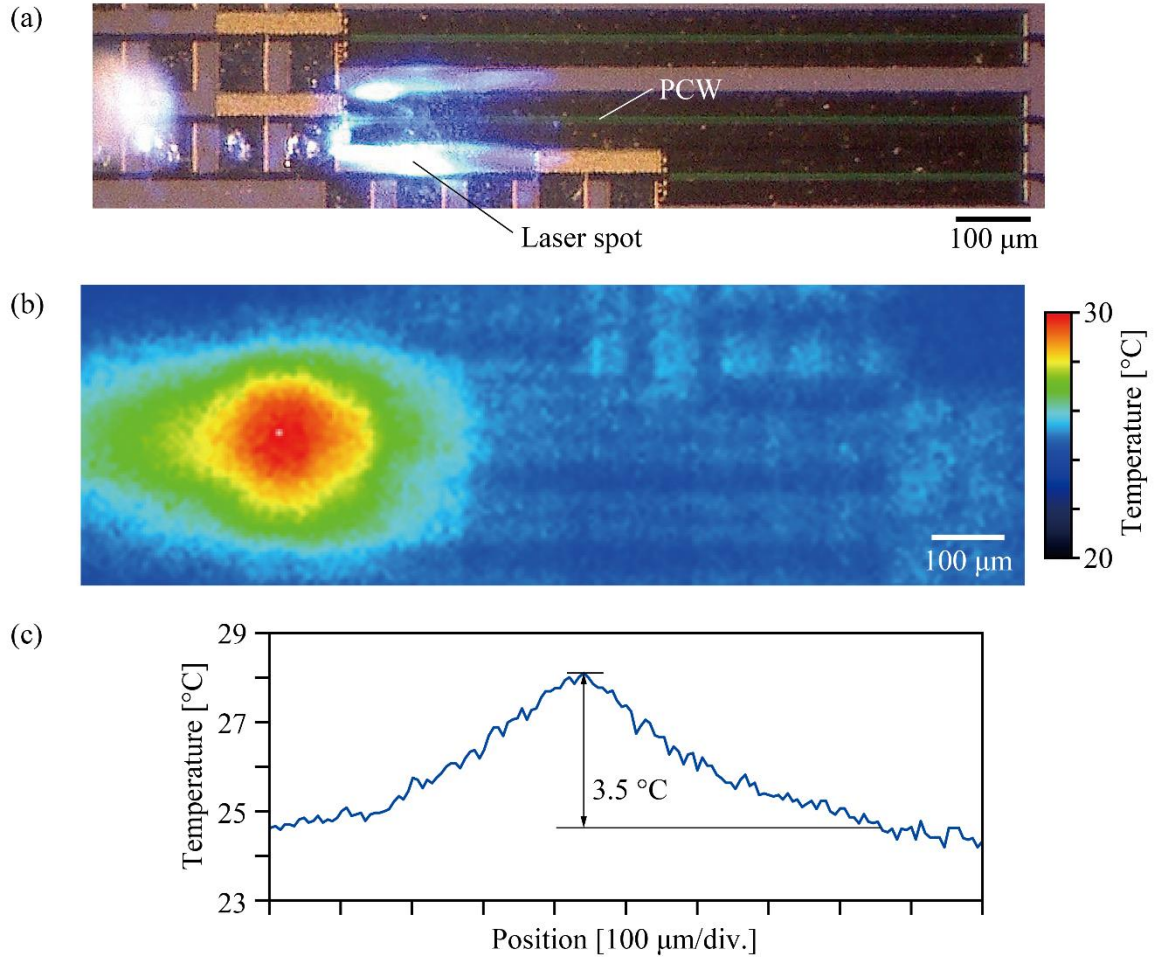 (a)
PCW
Laser spot
100 μm
(b)
30
Temperature [°C]
20
100 μm
(c)
29
27
25
23
Temperature [°C]
3.5 °C
Position [100 μm/div.]